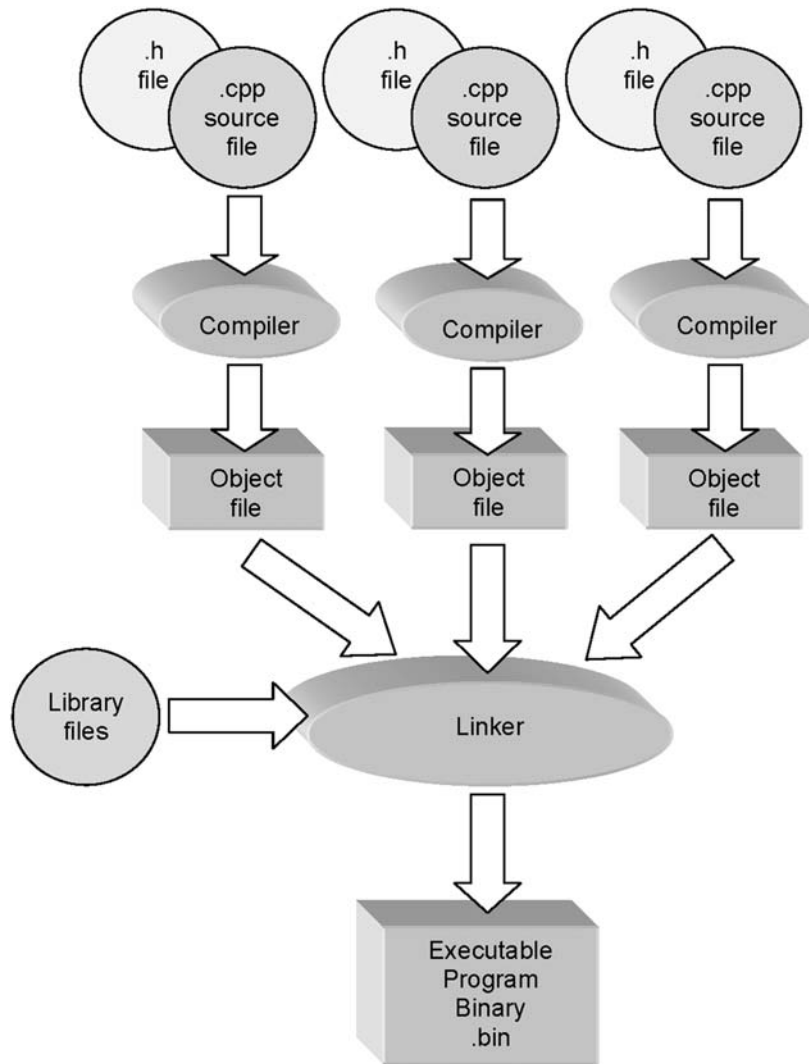 .h
file
.cpp
source
file
.h
file
.cpp
source
file
.h
file
.cpp
source
file
Compiler
Compiler
Compiler
Object
file
Object
file
Object
file
Library
files
Linker
Executable
Program
Binary
.bin